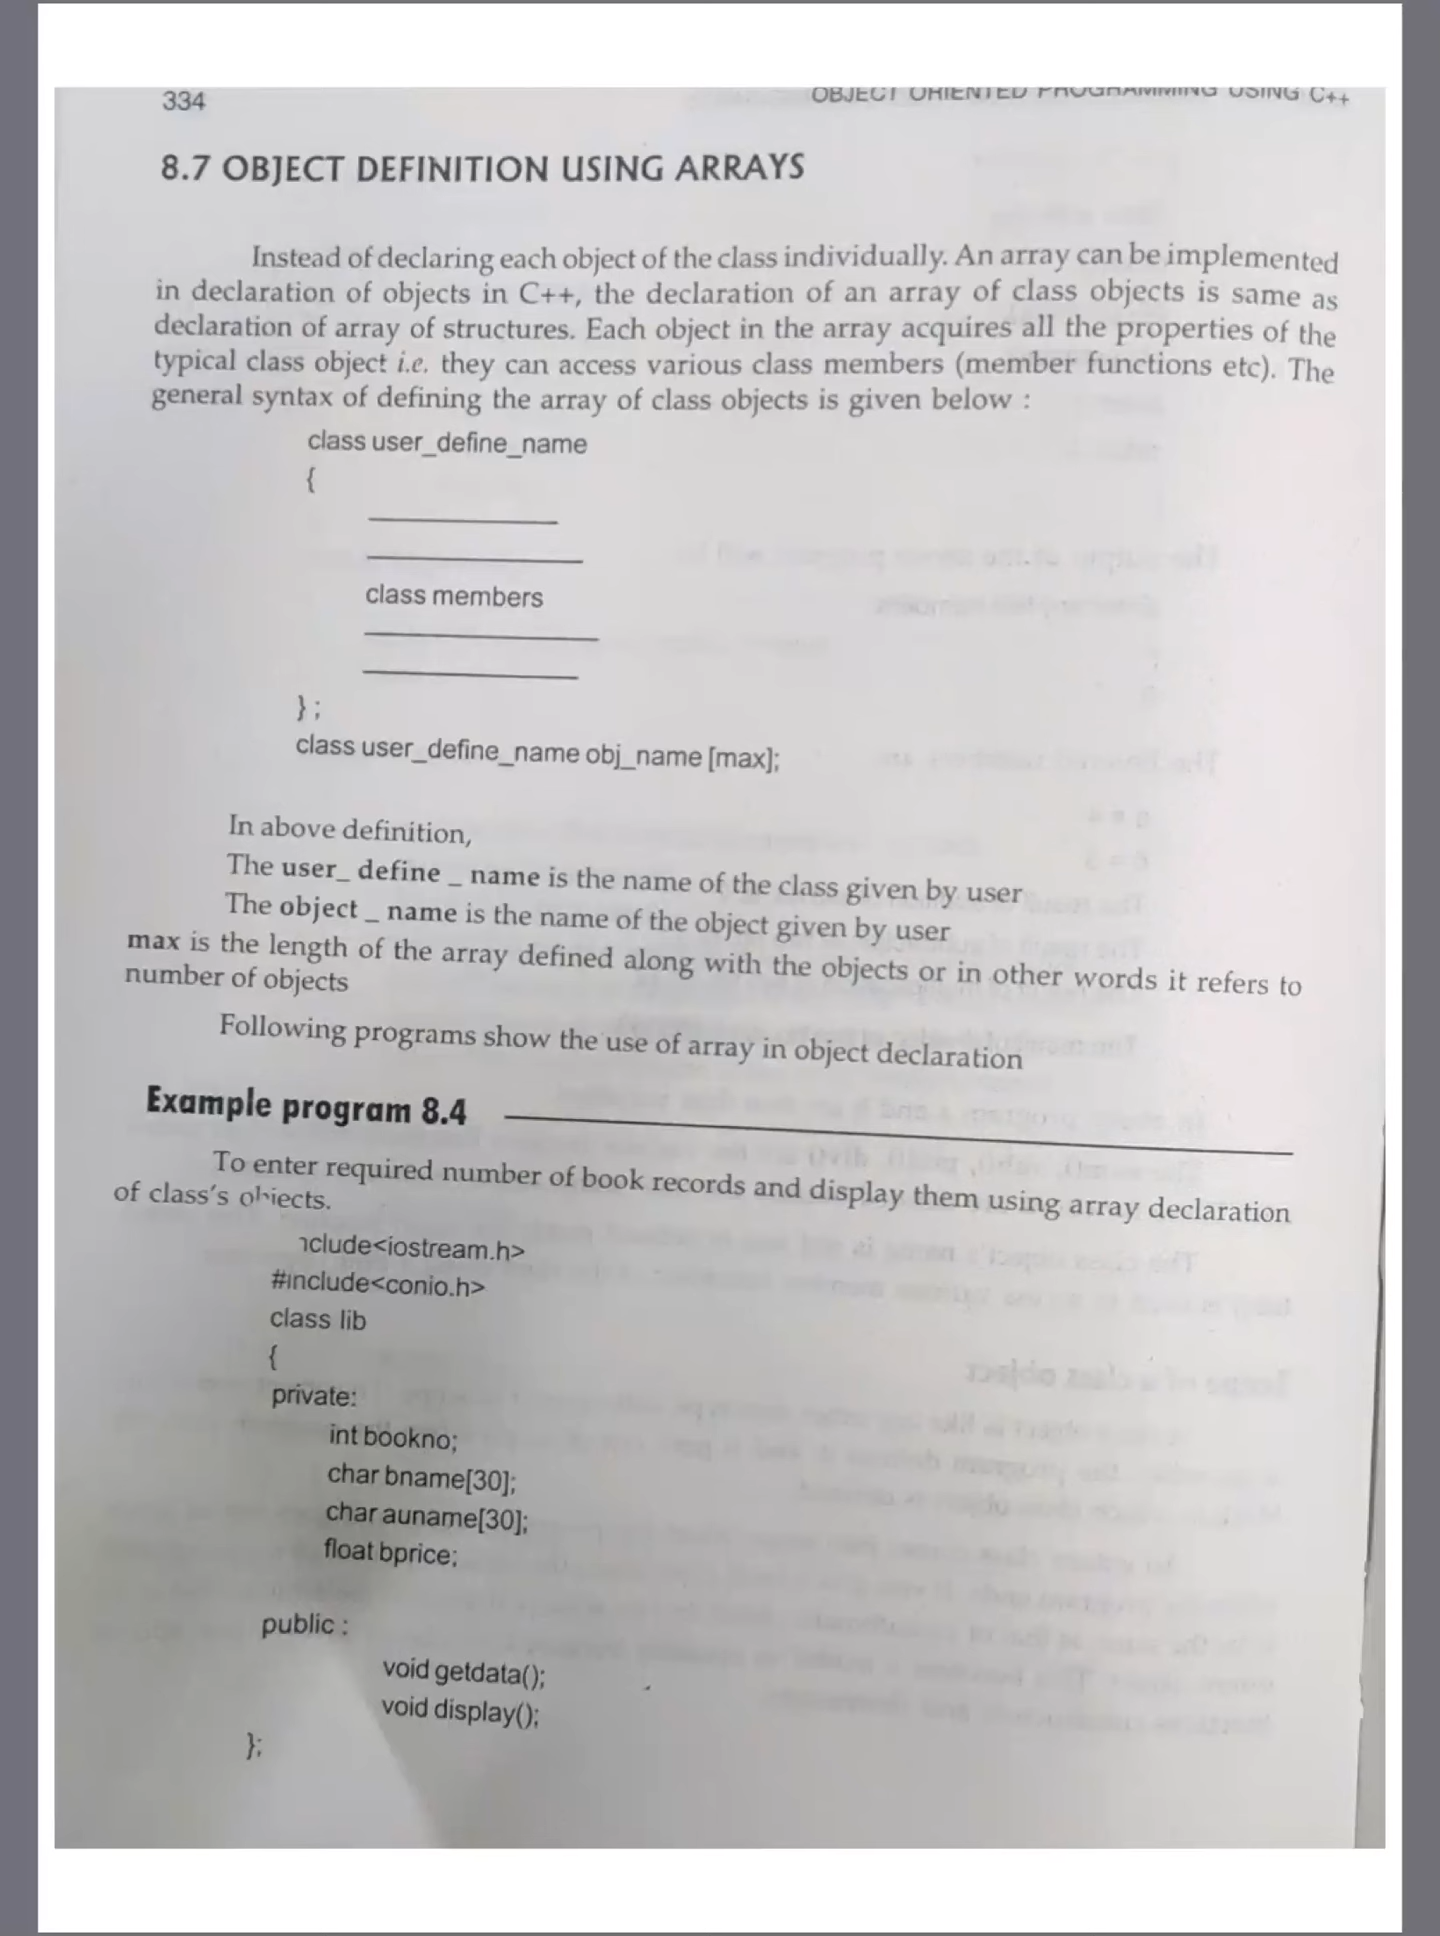 334
OBJECT ORIENTED PROGRAMMING USING C++
8.7 OBJECT DEFINITION USING ARRAYS
Instead of declaring each object of the class individually. An array can be implemented
in declaration of objects in C++, the declaration of an array of class objects is same as
declaration of array of structures. Each object in the array acquires all the properties of the
typical class object i.e. they can access various class members (member functions etc). The
general syntax of defining the array of class objects is given below :
class user_define_name
{
class members
} ;
class user_define_name obj_name [max];
In above definition,
The user_ define _ name is the name of the class given by user
The object _ name is the name of the object given by user
max is the length of the array defined along with the objects or in other words it refers to
number of objects
Following programs show the use of array in object declaration
Example program 8.4
To enter required number of book records and display them using array declaration
of class's objects.
nclude<iostream.h>
#include<conio.h>
class lib
{
private:
int bookno;
char bname[30];
char auname[30];
float bprice;
public :
void getdata();
void display();
};